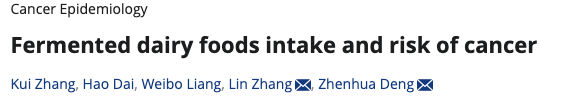 Cancer Epidemiology
Fermented dairy foods intake and risk of cancer
Kui Zhang, Hao Dai, Weibo Liang, Lin Zhang, Zhenhua Deng